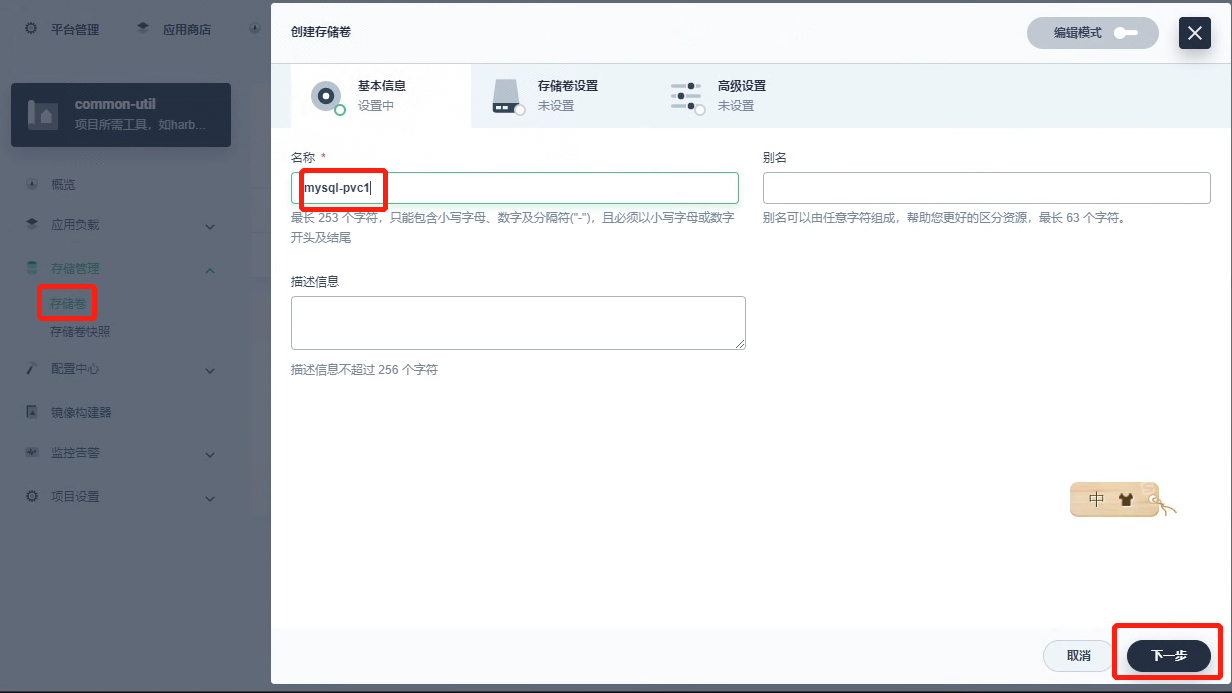 平台管理
应用商店
common-util
项目所需工具，如harb...
概览
应用负载
存储管理
存储卷
存储卷快照
配置中心
镜像构建器
监控告警
项目设置
创建存储卷
编辑模式
基本信息
设置中
存储卷设置
未设置
高级设置
未设置
名称 *
mysql-pvc1
最长 253 个字符，只能包含小写字母、数字及分隔符("-")，且必须以小写字母或数字
开头及结尾
别名
别名可以由任意字符组成，帮助您更好的区分资源，最长 63 个字符。
描述信息
描述信息不超过 256 个字符
中
取消
下一步